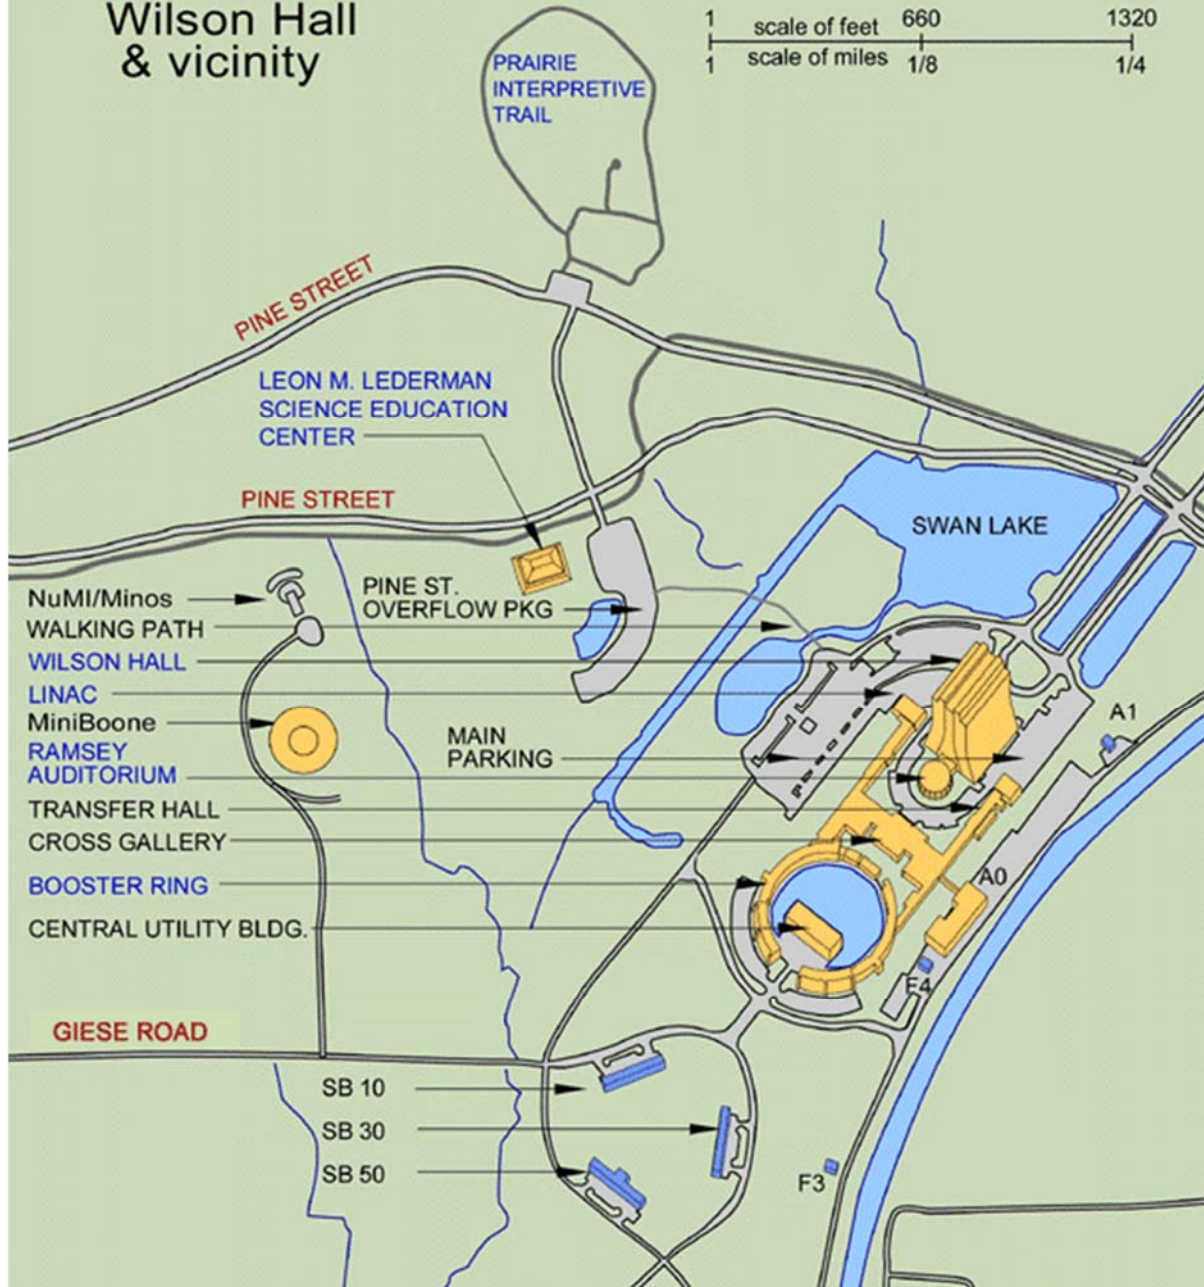 Wilson Hall
& vicinity
1 660 1320
scale of feet
scale of miles
1 1/8 1/4
PRAIRIE
INTERPRETIVE
TRAIL
PINE STREET
LEON M. LEDERMAN
SCIENCE EDUCATION
CENTER
PINE STREET
SWAN LAKE
PINE ST.
OVERFLOW PKG
NuMI/Minos
WALKING PATH
WILSON HALL
LINAC
MiniBoone
RAMSEY
AUDITORIUM
MAIN
PARKING
A1
TRANSFER HALL
CROSS GALLERY
BOOSTER RING
A0
CENTRAL UTILITY BLDG.
F4
GIESE ROAD
SB 10
SB 30
SB 50
F3